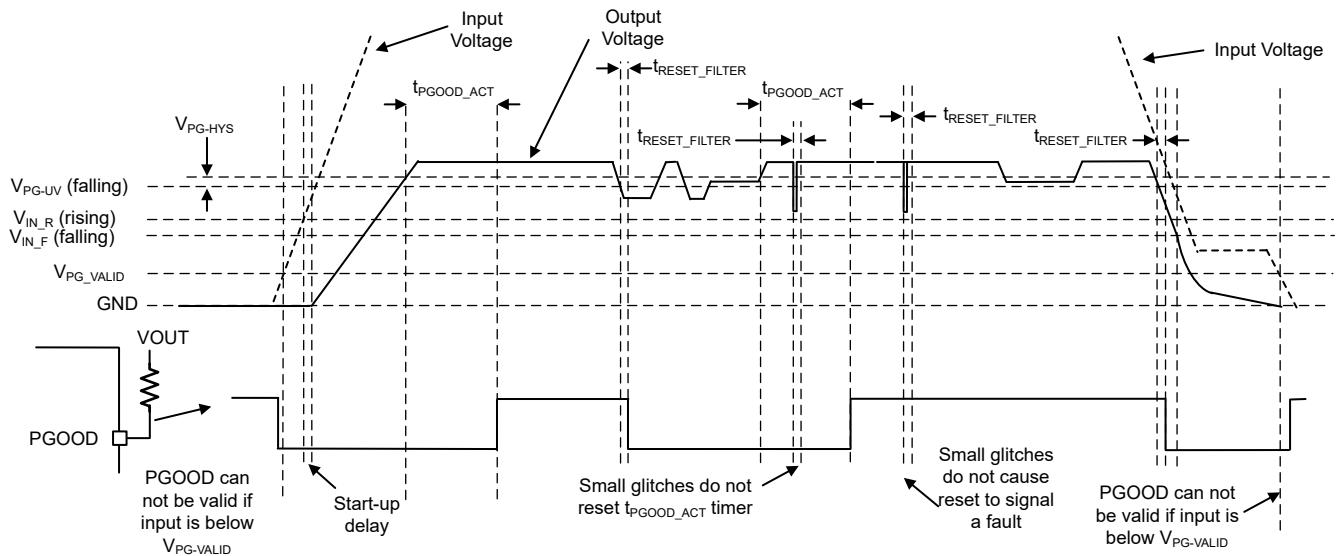 Input
Voltage
Output
Voltage
Input Voltage
tRESET_FILTER
tPGOOD_ACT
tPGOOD_ACT
tRESET_FILTER
tRESET_FILTER
tRESET_FILTER
VPG-HYS
VPG-UV (falling)
VIN_R (rising)
VIN_F (falling)
VPG_VALID
GND
VOUT
PGOOD
PGOOD can
not be valid if
input is below
VPG-VALID
Start-up
delay
Small glitches do not
reset tPGOOD_ACT timer
Small glitches
do not cause
reset to signal
a fault
PGOOD can not
be valid if input is
below VPG-VALID